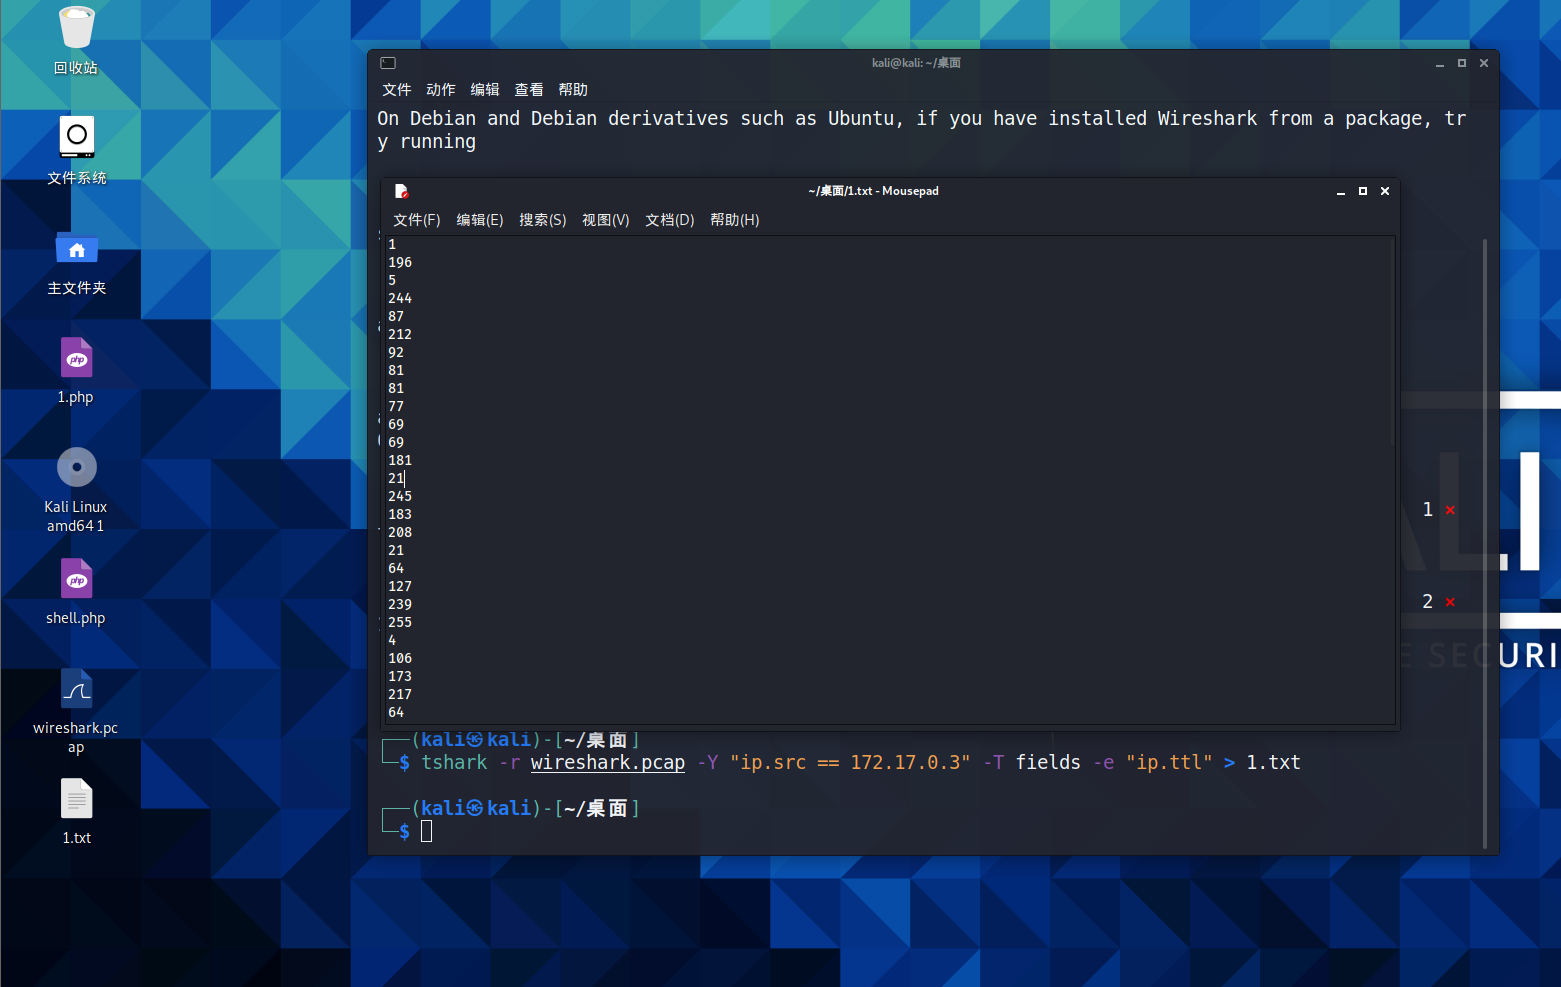 回收站
文件系统
主文件夹
1.php
Kali Linux
amd64 1
shell.php
wireshark.pc
ap
1.txt
kali@kali: ~/桌面
文件 动作 编辑 查看 帮助
On Debian and Debian derivatives such as Ubuntu, if you have installed Wireshark from a package, tr
y running
~/桌面/1.txt - Mousepad
文件(F) 编辑(E) 搜索(S) 视图(V) 文档(D) 帮助(H)
1
196
5
244
87
212
92
81
81
77
69
69
181
21
245
183
208
21
64
127
239
255
4
106
173
217
64
1 ×
2 ×
(kali㉿kali)-[~/桌面]
$ tshark -r wireshark.pcap -Y "ip.src == 172.17.0.3" -T fields -e "ip.ttl" > 1.txt
(kali㉿kali)-[~/桌面]
$
ALI
E SECURI
php
php